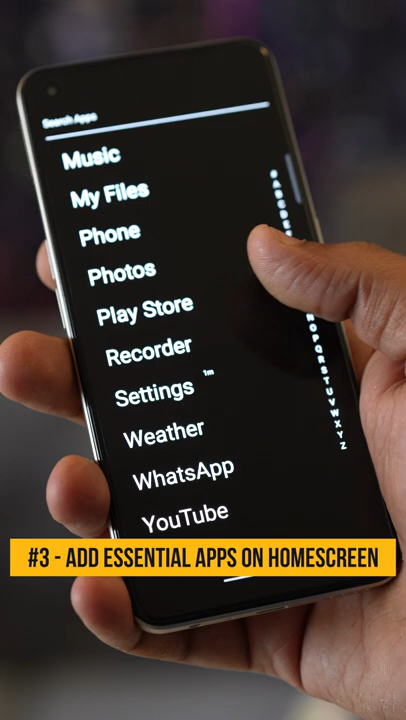 Search Apps
Music
My Files
Phone
Photos
Play Store
Recorder
Settings 1m
Weather
WhatsApp
YouTube
#
A
B
C
D
E
N
O
P
Q
R
S
T
U
V
W
X
Y
Z
#3 - ADD ESSENTIAL APPS ON HOMESCREEN